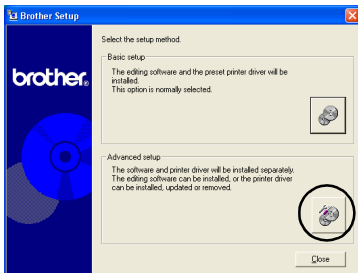 Brother Setup
Select the setup method.
Basic setup
The editing software and the preset printer driver will be
installed.
This option is normally selected.
brother®
Advanced setup
The software and printer driver will be installed separately.
The editing software can be installed, or the printer driver
can be installed, updated or removed.
Close